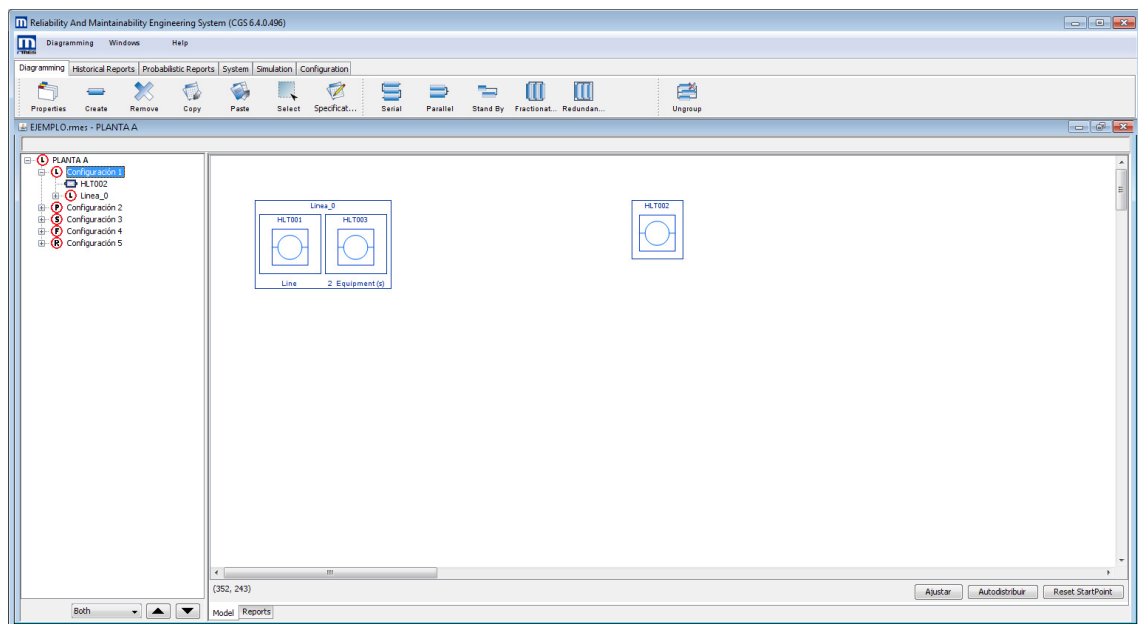 Reliability And Maintainability Engineering System (CGS 6.4.0.496)
rmes Diagramming Windows Help
Diagramming Historical Reports Probabilistic Reports System Simulation Configuration
Properties Create Remove Copy Paste Select Specificat... Serial Parallel Stand By Fractionat... Redundan... Ungroup
EJEMPLO.rmes - PLANTA A
L PLANTA A
L Configuración 1
HLT002
L Linea_0
P Configuración 2
S Configuración 3
F Configuración 4
R Configuración 5
Linea_0
HLT001 HLT003
Line 2 Equipment(s)
HLT002
(352, 243)
Ajustar Autodistribuir Reset StartPoint
Both
Model Reports